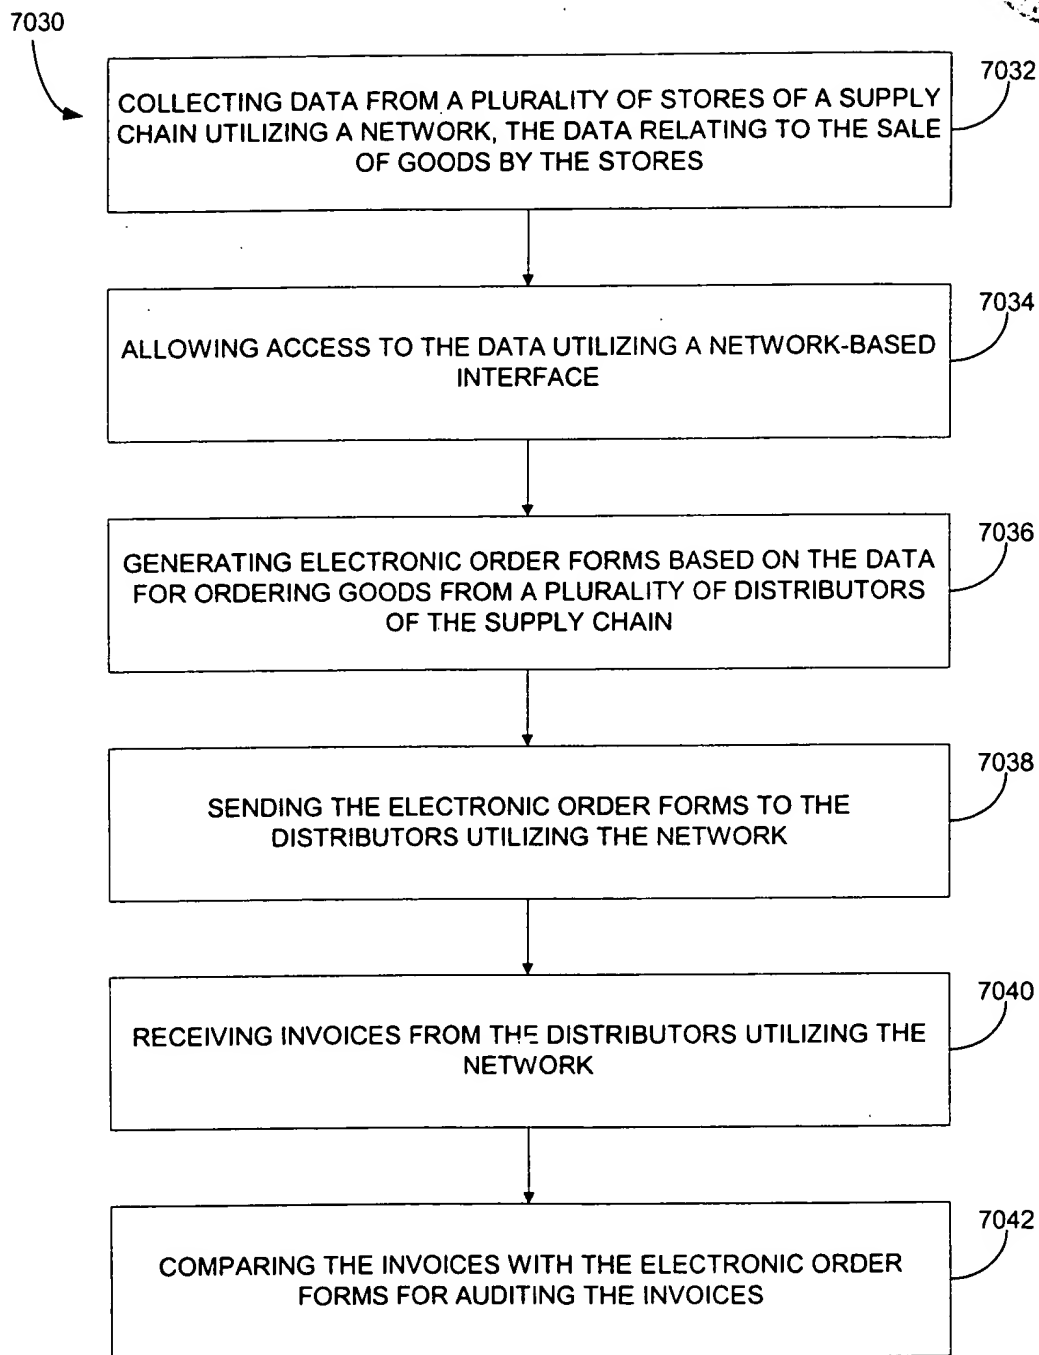 7030
7032
COLLECTING DATA FROM A PLURALITY OF STORES OF A SUPPLY
CHAIN UTILIZING A NETWORK, THE DATA RELATING TO THE SALE
OF GOODS BY THE STORES
7034
ALLOWING ACCESS TO THE DATA UTILIZING A NETWORK-BASED
INTERFACE
7036
GENERATING ELECTRONIC ORDER FORMS BASED ON THE DATA
FOR ORDERING GOODS FROM A PLURALITY OF DISTRIBUTORS
OF THE SUPPLY CHAIN
7038
SENDING THE ELECTRONIC ORDER FORMS TO THE
DISTRIBUTORS UTILIZING THE NETWORK
7040
RECEIVING INVOICES FROM THE DISTRIBUTORS UTILIZING THE
NETWORK
7042
COMPARING THE INVOICES WITH THE ELECTRONIC ORDER
FORMS FOR AUDITING THE INVOICES